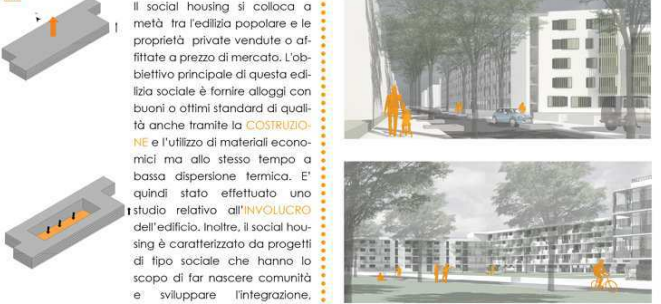 Il social housing si colloca a
metà tra l'edilizia popolare e le
proprietà private vendute o af-
fittate a prezzo di mercato. L'ob-
biettivo principale di questa edi-
lizia sociale è fornire alloggi con
buoni o ottimi standard di quali-
tà anche tramite la COSTRUZIO-
NE e l'utilizzo di materiali econo-
mici ma allo stesso tempo a
bassa dispersione termica. E'
quindi stato effettuato uno
studio relativo all'INVOLUCRO
dell'edificio. Inoltre, il social hou-
sing è caratterizzato da progetti
di tipo sociale che hanno lo
scopo di far nascere comunità
e sviluppare l'integrazione,